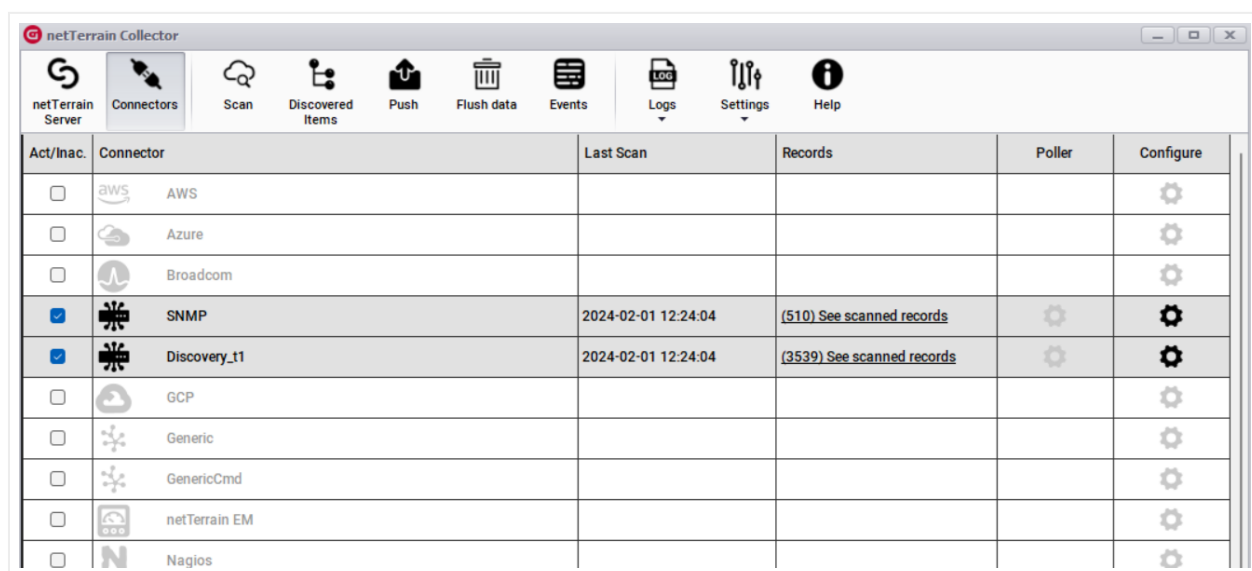 netTerrain Collector
netTerrain Server
Connectors
Scan
Discovered Items
Push
Flush data
Events
LOG
Logs
Settings
Help
Act/Inac. Connector Last Scan Records Poller Configure
aws AWS
Azure
Broadcom
SNMP 2024-02-01 12:24:04 (510) See scanned records
Discovery_t1 2024-02-01 12:24:04 (3539) See scanned records
GCP
Generic
GenericCmd
netTerrain EM
N Nagios